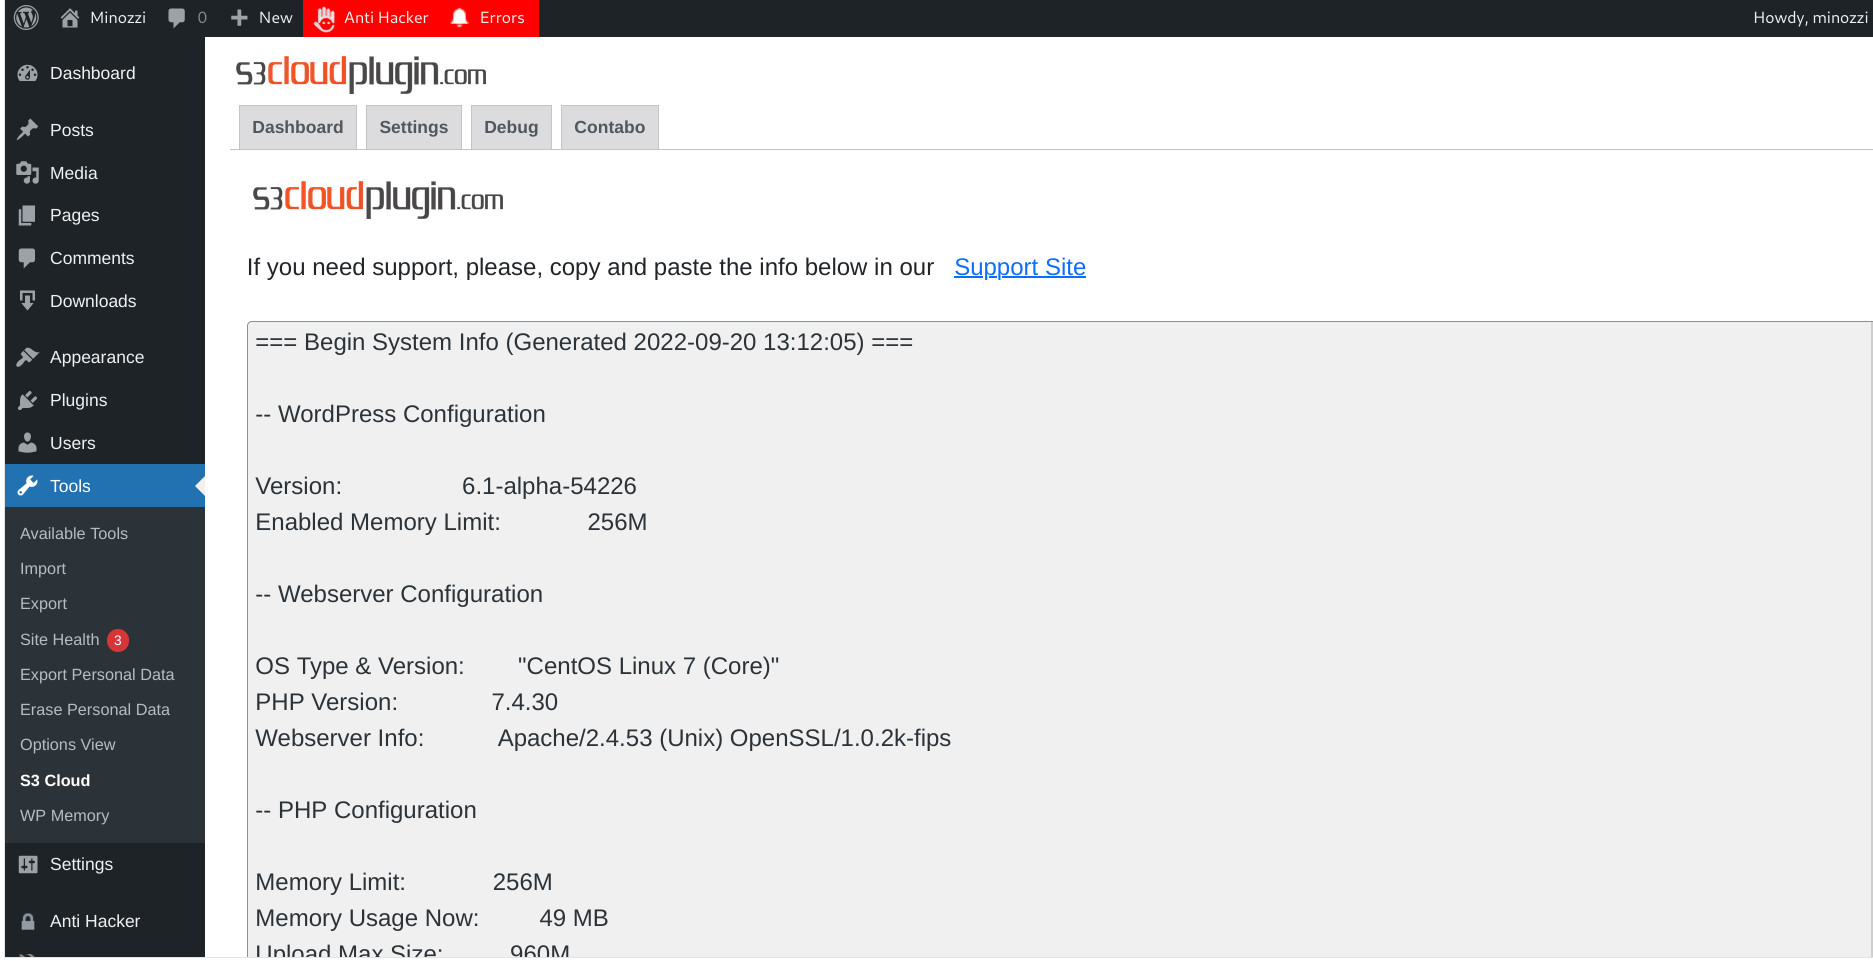 Minozzi 0 New Anti Hacker Errors Howdy, minozzi
Dashboard
Posts
Media
Pages
Comments
Downloads
Appearance
Plugins
Users
Tools
Available Tools
Import
Export
Site Health 3
Export Personal Data
Erase Personal Data
Options View
S3 Cloud
WP Memory
Settings
Anti Hacker
s3cloudplugin.com
Dashboard Settings Debug Contabo
s3cloudplugin.com
If you need support, please, copy and paste the info below in our Support Site
=== Begin System Info (Generated 2022-09-20 13:12:05) ===
-- WordPress Configuration
Version: 6.1-alpha-54226
Enabled Memory Limit: 256M
-- Webserver Configuration
OS Type & Version: "CentOS Linux 7 (Core)"
PHP Version: 7.4.30
Webserver Info: Apache/2.4.53 (Unix) OpenSSL/1.0.2k-fips
-- PHP Configuration
Memory Limit: 256M
Memory Usage Now: 49 MB
Upload Max Size: 960M